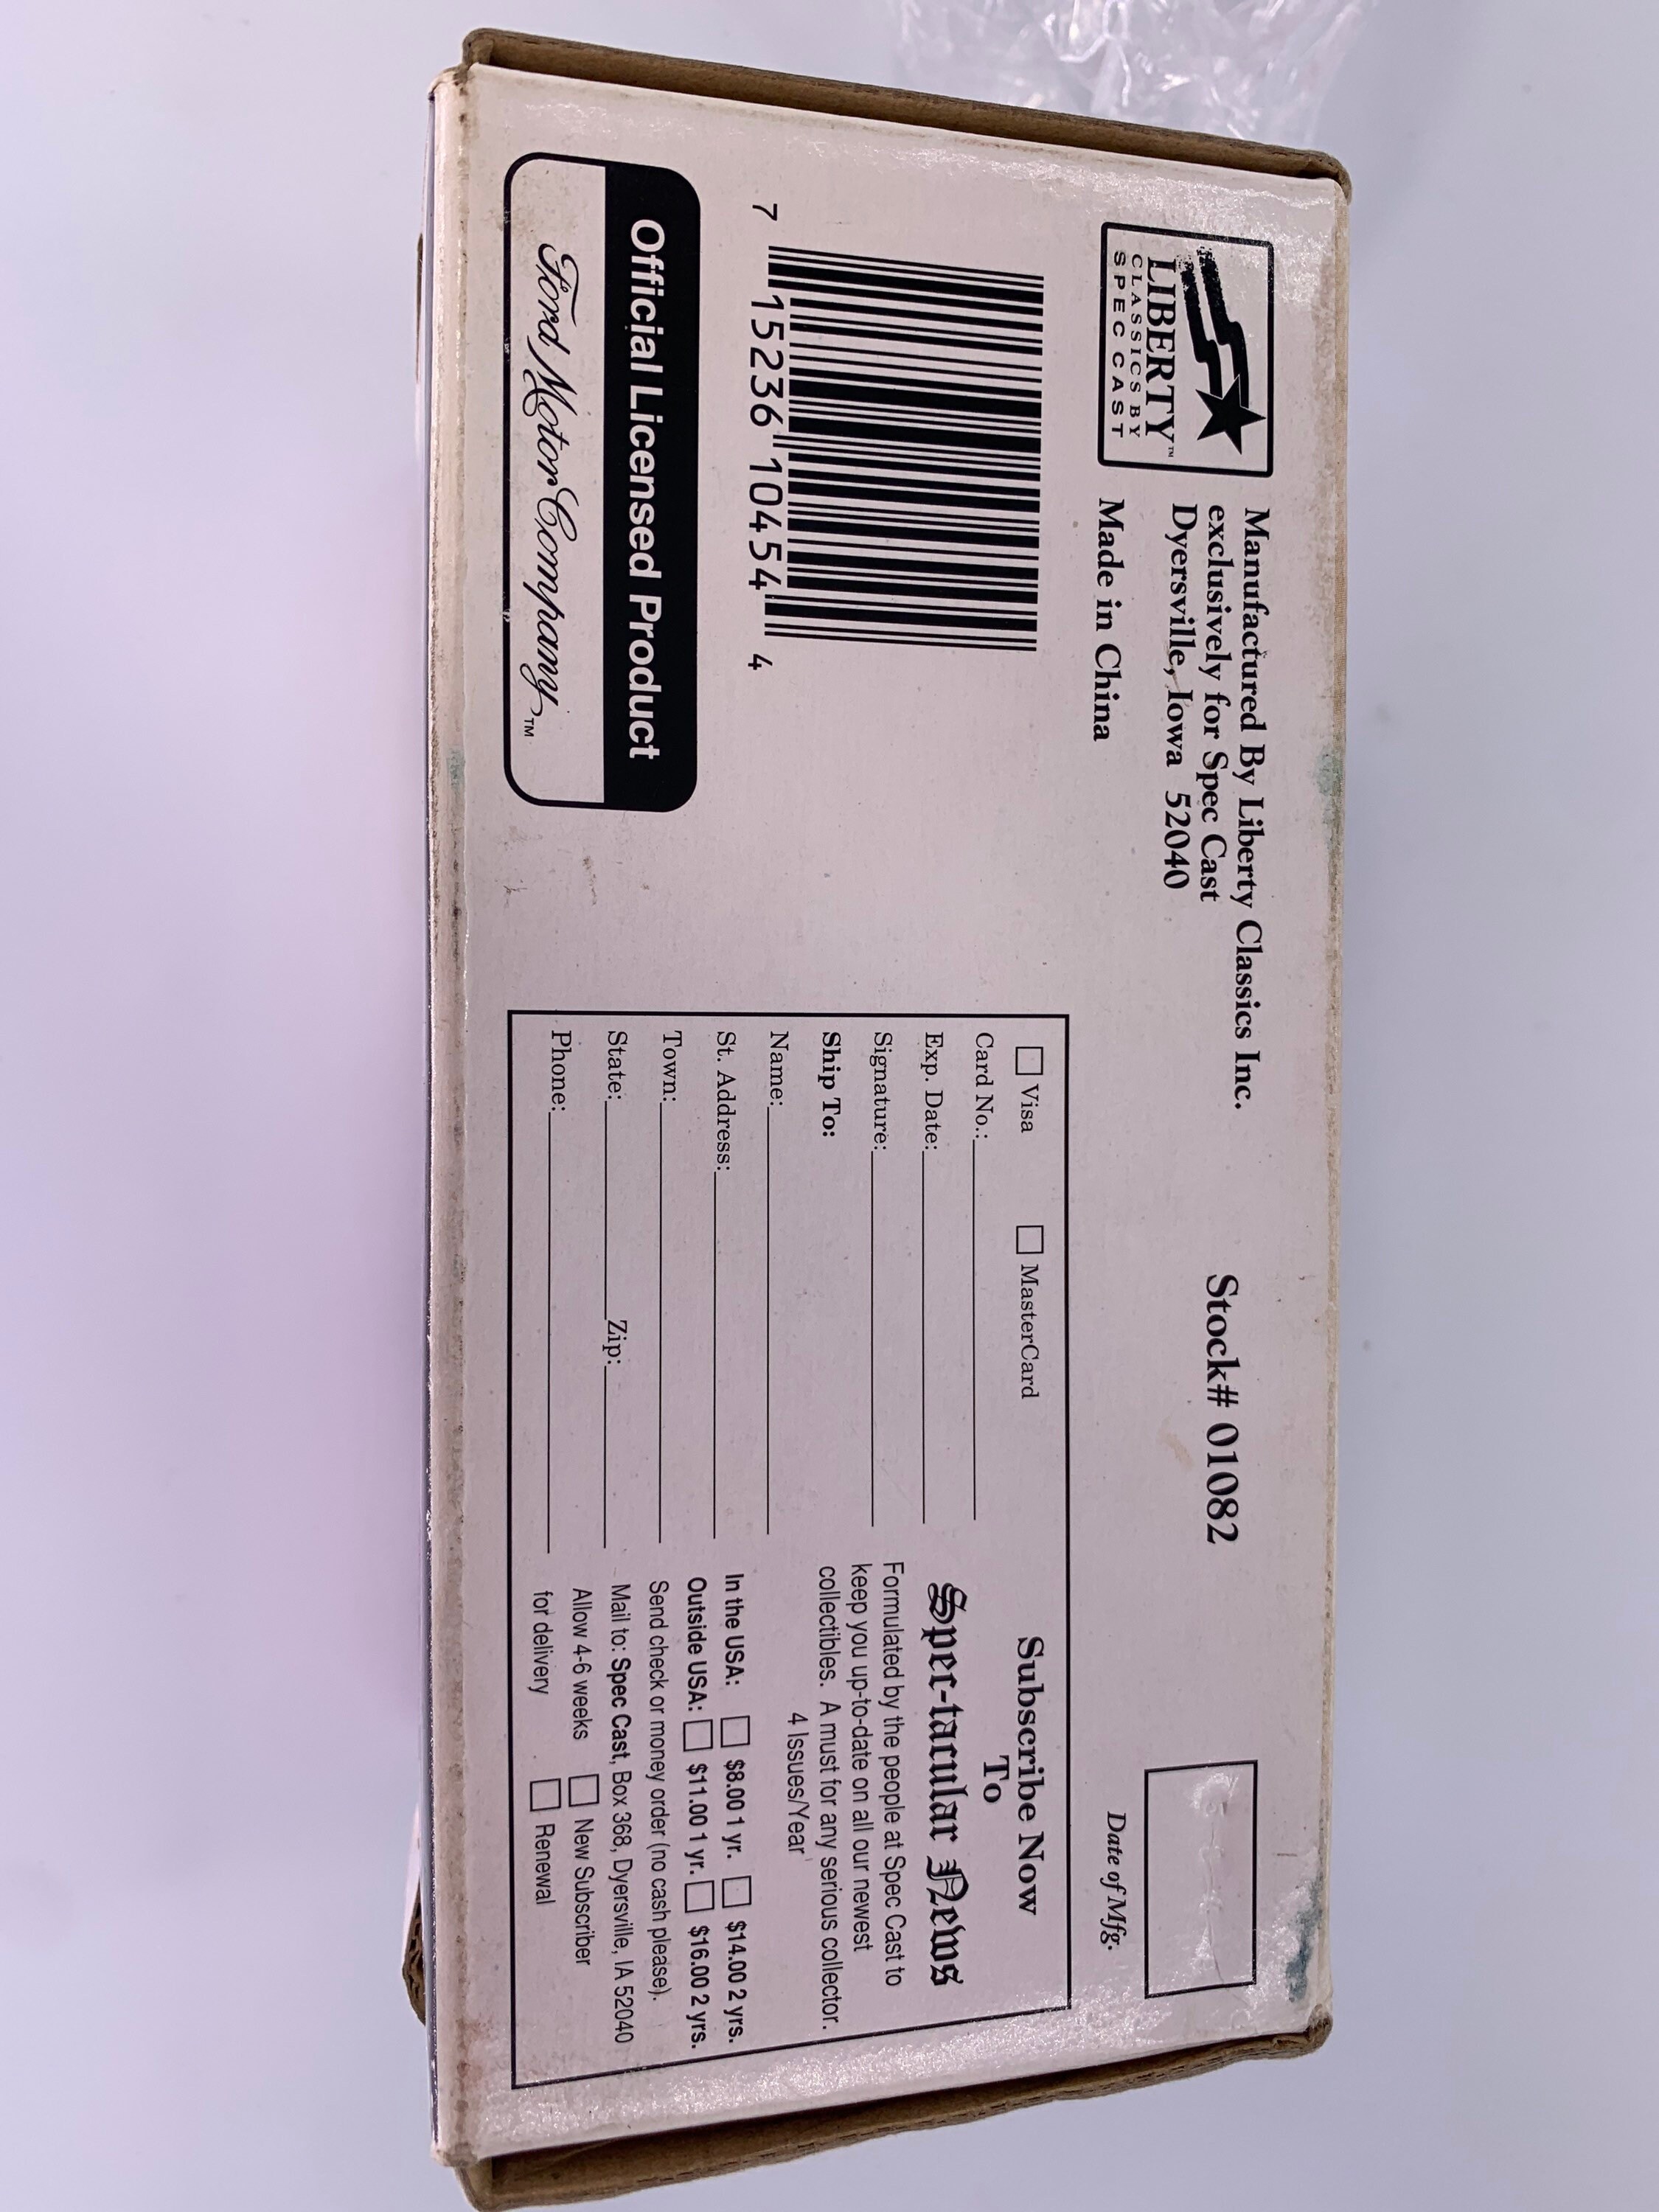 LIBERTY™
CLASSICS BY
SPEC CAST
Manufactured By Liberty Classics Inc.
exclusively for Spec Cast
Dyersville, Iowa 52040
Made in China
Stock# 01082
Date of Mfg.
7 15236 10454 4
Official Licensed Product
Ford Motor Company™
Visa MasterCard
Card No.:
Exp. Date:
Signature:
Ship To:
Name:
St. Address:
Town:
State: Zip:
Phone:
Subscribe Now
To
Spec-tacular News
Formulated by the people at Spec Cast to
keep you up-to-date on all our newest
collectibles. A must for any serious collector.
4 Issues/Year
In the USA: $8.00 1 yr. $14.00 2 yrs.
Outside USA: $11.00 1 yr. $16.00 2 yrs.
Send check or money order (no cash please).
Mail to: Spec Cast, Box 368, Dyersville, IA 52040
Allow 4-6 weeks New Subscriber
for delivery Renewal